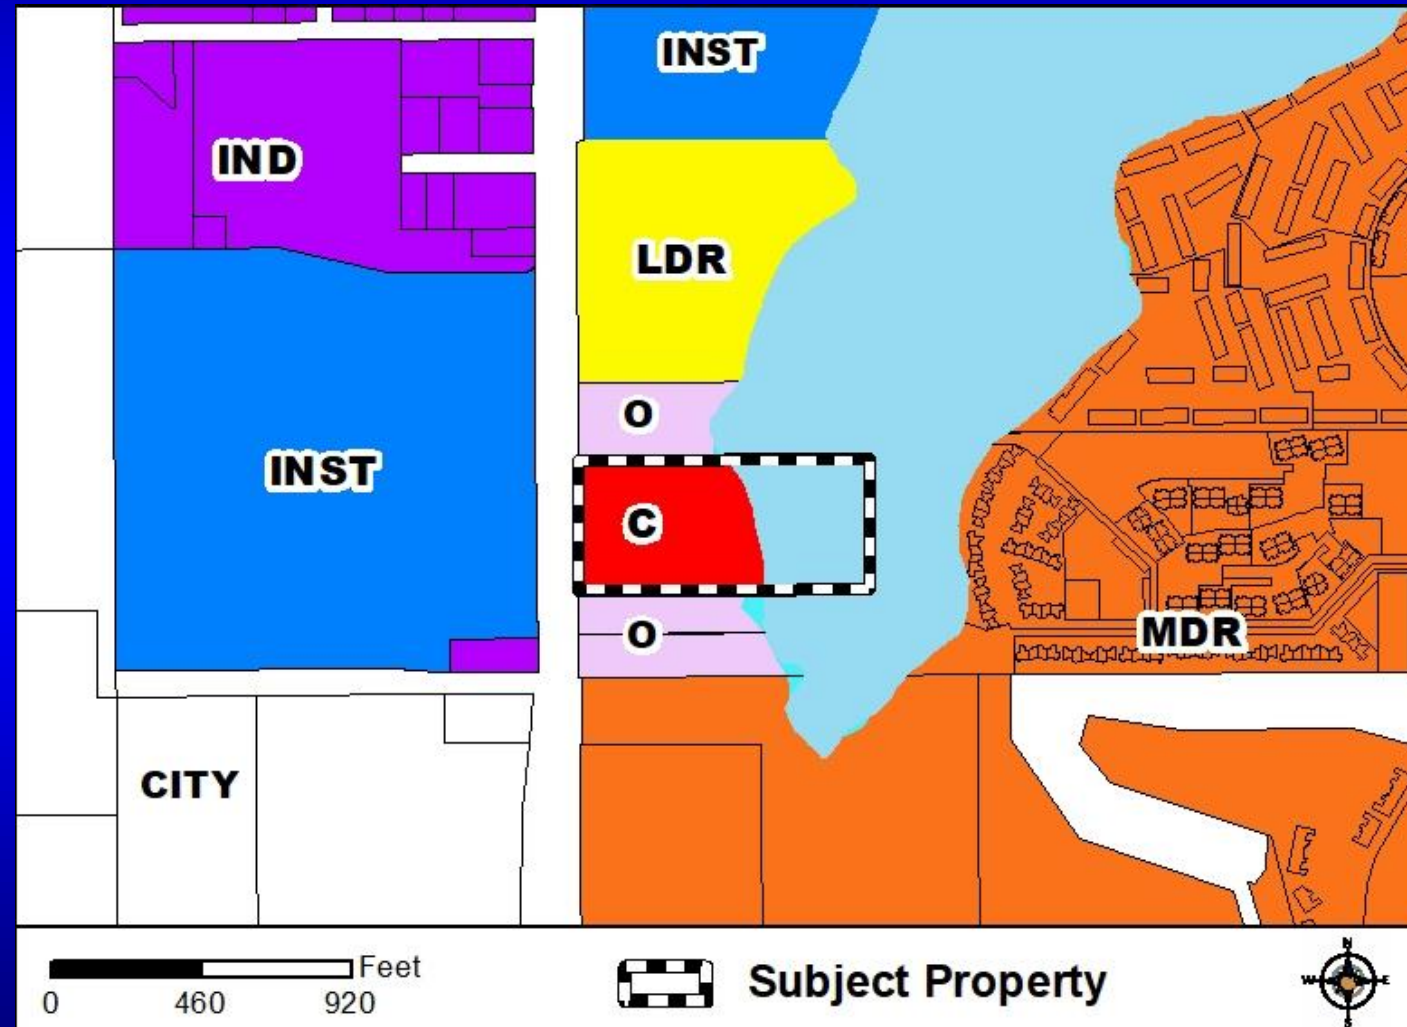 INST
IND
LDR
O
INST
C
O
MDR
CITY
Feet
0 460 920
Subject Property
N
W E
S